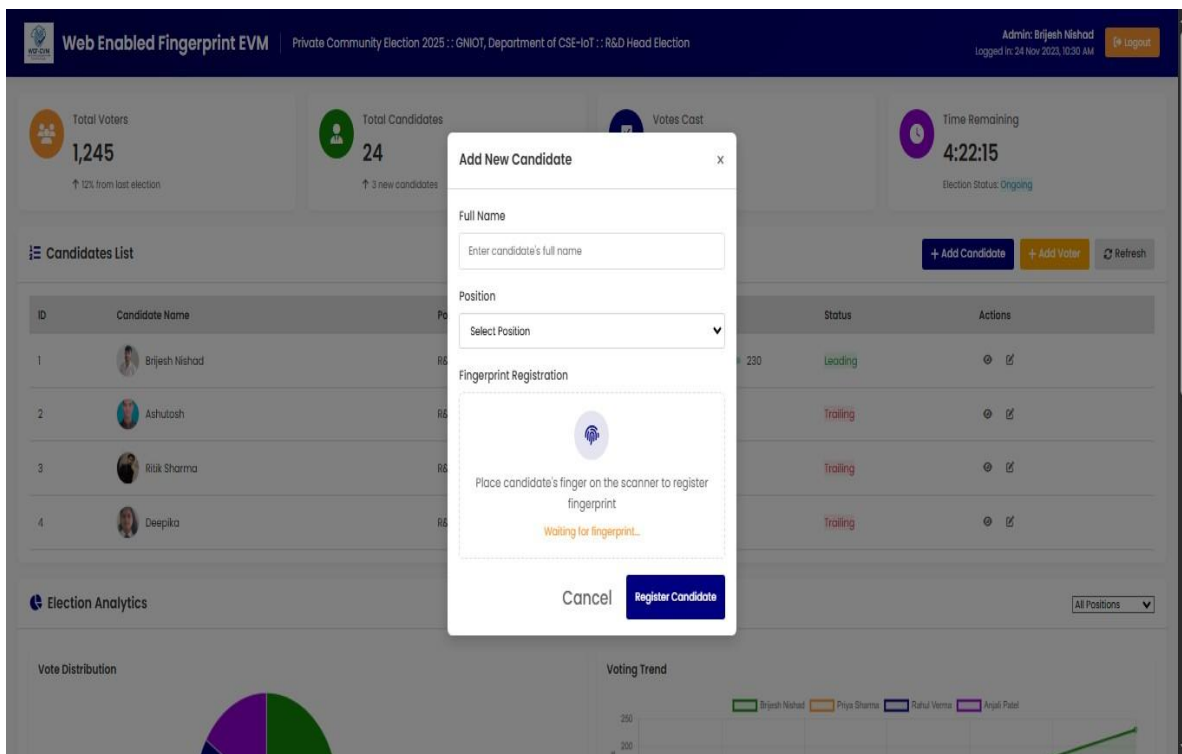 WEF-EVM
Web Enabled Fingerprint EVM
Private Community Election 2025 :: GNIOT, Department of CSE-IoT :: R&D Head Election
Admin: Brijesh Nishad
Logged in: 24 Nov 2023, 10:30 AM
Logout
Total Voters
1,245
↑ 12% from last election
Total Candidates
24
↑ 3 new candidates
Votes Cast
Time Remaining
4:22:15
Election Status: Ongoing
Add New Candidate x
Full Name
Enter candidate's full name
Position
Select Position
Fingerprint Registration
Place candidate's finger on the scanner to register
fingerprint
Waiting for fingerprint...
Cancel Register Candidate
Candidates List
+ Add Candidate + Add Voter Refresh
ID Candidate Name Po Status Actions
1 Brijesh Nishad R& 230 Leading
2 Ashutosh R& Trailing
3 Ritik Sharma R& Trailing
4 Deepika R& Trailing
Election Analytics All Positions
Vote Distribution
Voting Trend
Brijesh Nishad Priya Sharma Rahul Verma Anjali Patel
250
200